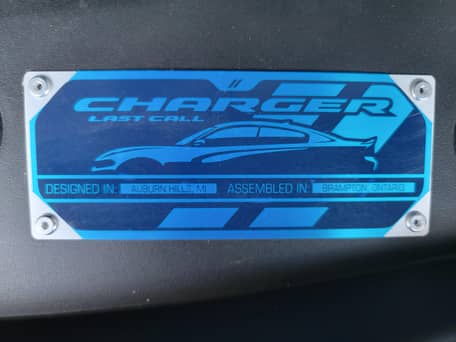 CHARGER
LAST CALL
DESIGNED IN: AUBURN HILLS, MI ASSEMBLED IN: BRAMPTON, ONTARIO